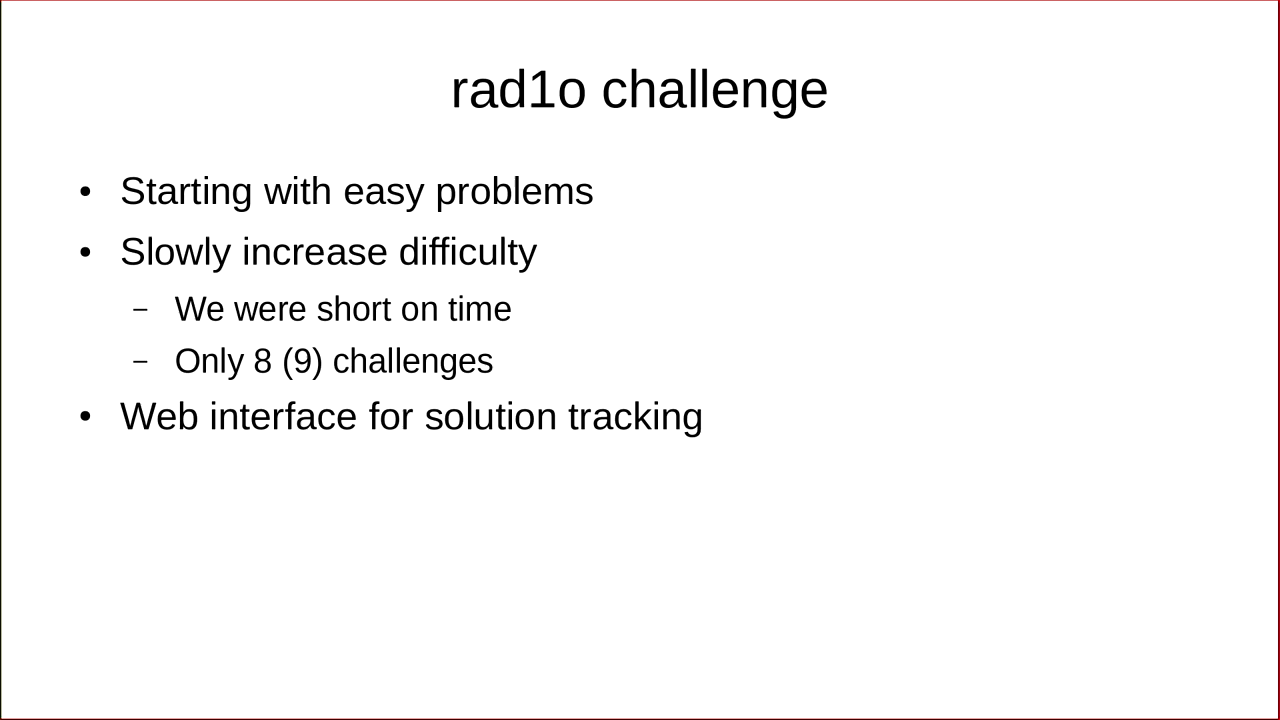 rad1o challenge
• Starting with easy problems
• Slowly increase difficulty
– We were short on time
– Only 8 (9) challenges
• Web interface for solution tracking